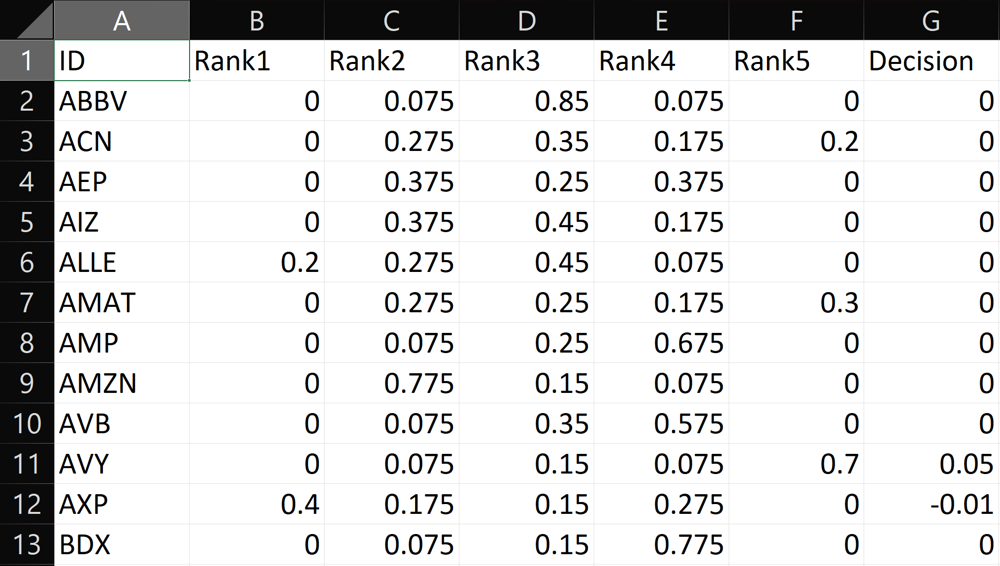 A B C D E F G
1 ID Rank1 Rank2 Rank3 Rank4 Rank5 Decision
2 ABBV 0 0.075 0.85 0.075 0 0
3 ACN 0 0.275 0.35 0.175 0.2 0
4 AEP 0 0.375 0.25 0.375 0 0
5 AIZ 0 0.375 0.45 0.175 0 0
6 ALLE 0.2 0.275 0.45 0.075 0 0
7 AMAT 0 0.275 0.25 0.175 0.3 0
8 AMP 0 0.075 0.25 0.675 0 0
9 AMZN 0 0.775 0.15 0.075 0 0
10 AVB 0 0.075 0.35 0.575 0 0
11 AVY 0 0.075 0.15 0.075 0.7 0.05
12 AXP 0.4 0.175 0.15 0.275 0 -0.01
13 BDX 0 0.075 0.15 0.775 0 0